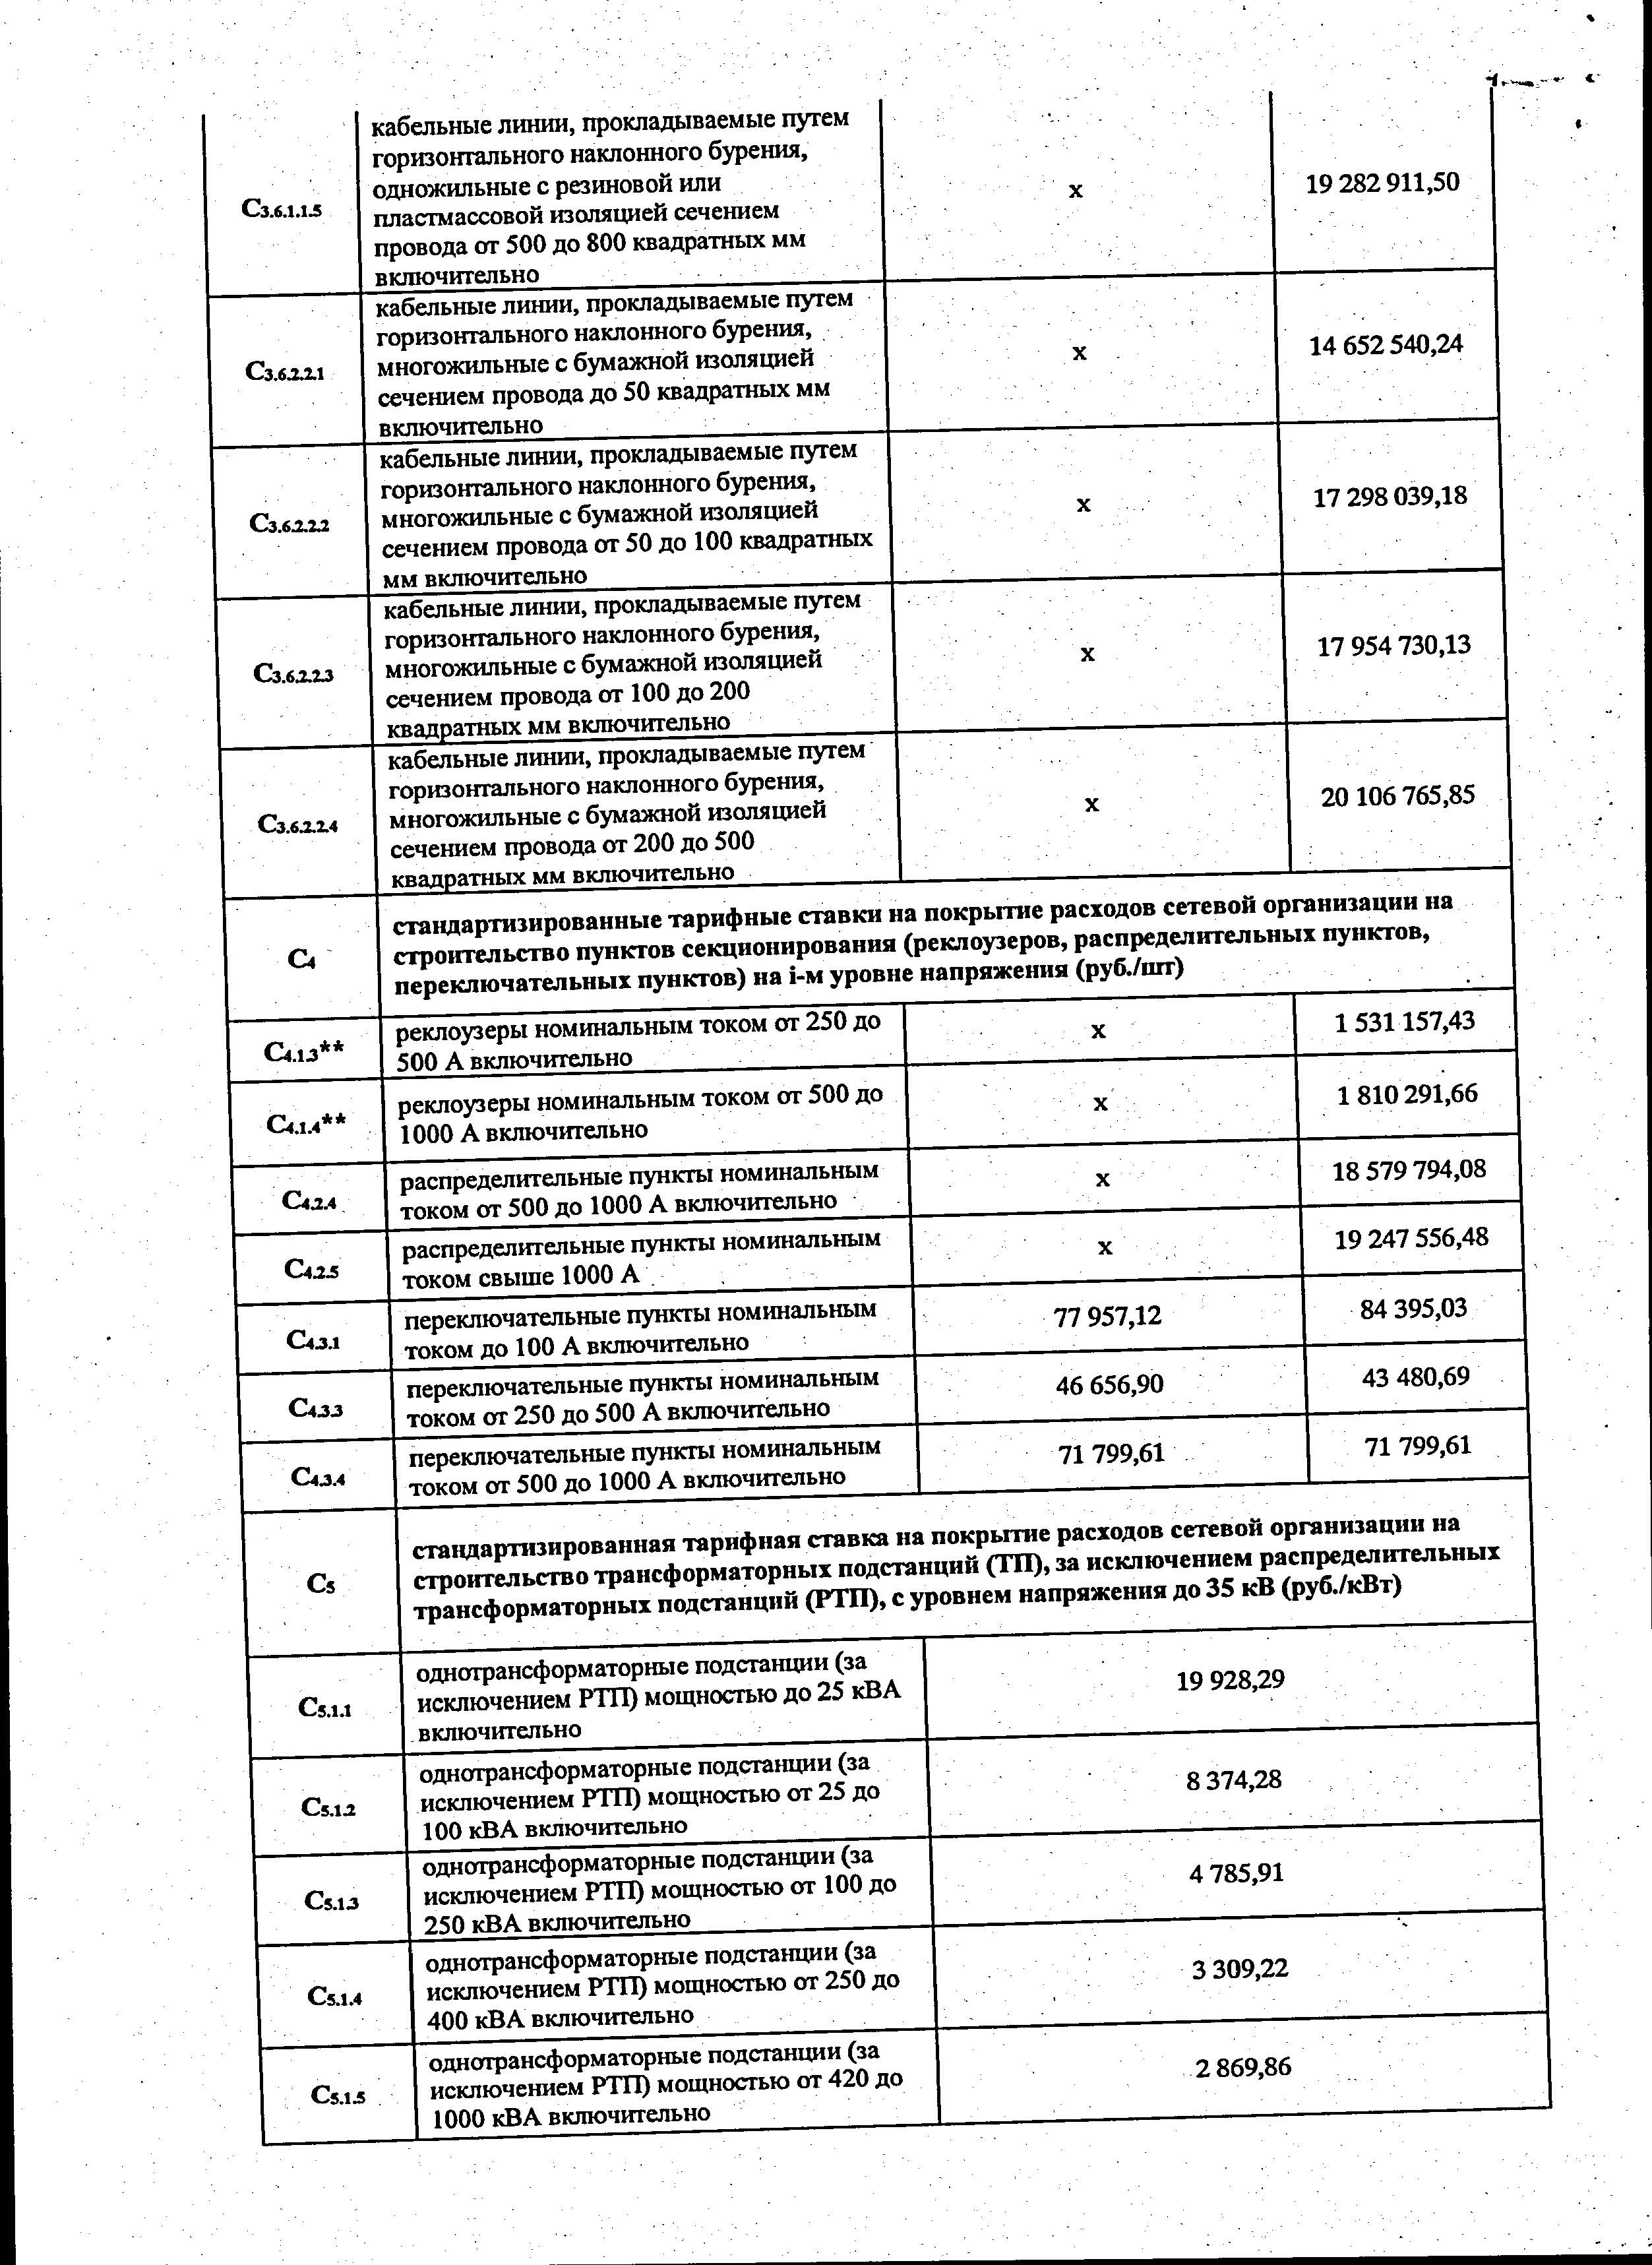 кабельные линии, прокладываемые путем
горизонтального наклонного бурения,
одножильные с резиновой или
пластмассовой изоляцией сечением
провода от 500 до 800 квадратных мм
включительно
С3.6.1.1.5
х
19 282 911,50
кабельные линии, прокладываемые путем
горизонтального наклонного бурения,
многожильные с бумажной изоляцией
сечением провода до 50 квадратных мм
включительно
С3.6.2.2.1
х
14 652 540,24
кабельные линии, прокладываемые путем
горизонтального наклонного бурения,
многожильные с бумажной изоляцией
сечением провода от 50 до 100 квадратных
мм включительно
С3.6.2.2.2
х
17 298 039,18
кабельные линии, прокладываемые путем
горизонтального наклонного бурения,
многожильные с бумажной изоляцией
сечением провода от 100 до 200
квадратных мм включительно
С3.6.2.2.3
х
17 954 730,13
кабельные линии, прокладываемые путем
горизонтального наклонного бурения,
многожильные с бумажной изоляцией
сечением провода от 200 до 500
квадратных мм включительно
С3.6.2.2.4
х
20 106 765,85
С4
стандартизированные тарифные ставки на покрытие расходов сетевой организации на
строительство пунктов секционирования (реклоузеров, распределительных пунктов,
переключательных пунктов) на i-м уровне напряжения (руб./шт)
С4.1.3**
реклоузеры номинальным током от 250 до
500 А включительно
х
1 531 157,43
С4.1.4**
реклоузеры номинальным током от 500 до
1000 А включительно
х
1 810 291,66
С4.2.4
распределительные пункты номинальным
током от 500 до 1000 А включительно
х
18 579 794,08
С4.2.5
распределительные пункты номинальным
током свыше 1000 А
х
19 247 556,48
С4.3.1
переключательные пункты номинальным
током до 100 А включительно
77 957,12
84 395,03
С4.3.3
переключательные пункты номинальным
током от 250 до 500 А включительно
46 656,90
43 480,69
С4.3.4
переключательные пункты номинальным
током от 500 до 1000 А включительно
71 799,61
71 799,61
С5
стандартизированная тарифная ставка на покрытие расходов сетевой организации на
строительство трансформаторных подстанций (ТП), за исключением распределительных
трансформаторных подстанций (РТП), с уровнем напряжения до 35 кВ (руб./кВт)
С5.1.1
однотрансформаторные подстанции (за
исключением РТП) мощностью до 25 кВА
включительно
19 928,29
С5.1.2
однотрансформаторные подстанции (за
исключением РТП) мощностью от 25 до
100 кВА включительно
8 374,28
С5.1.3
однотрансформаторные подстанции (за
исключением РТП) мощностью от 100 до
250 кВА включительно
4 785,91
С5.1.4
однотрансформаторные подстанции (за
исключением РТП) мощностью от 250 до
400 кВА включительно
3 309,22
С5.1.5
однотрансформаторные подстанции (за
исключением РТП) мощностью от 420 до
1000 кВА включительно
2 869,86